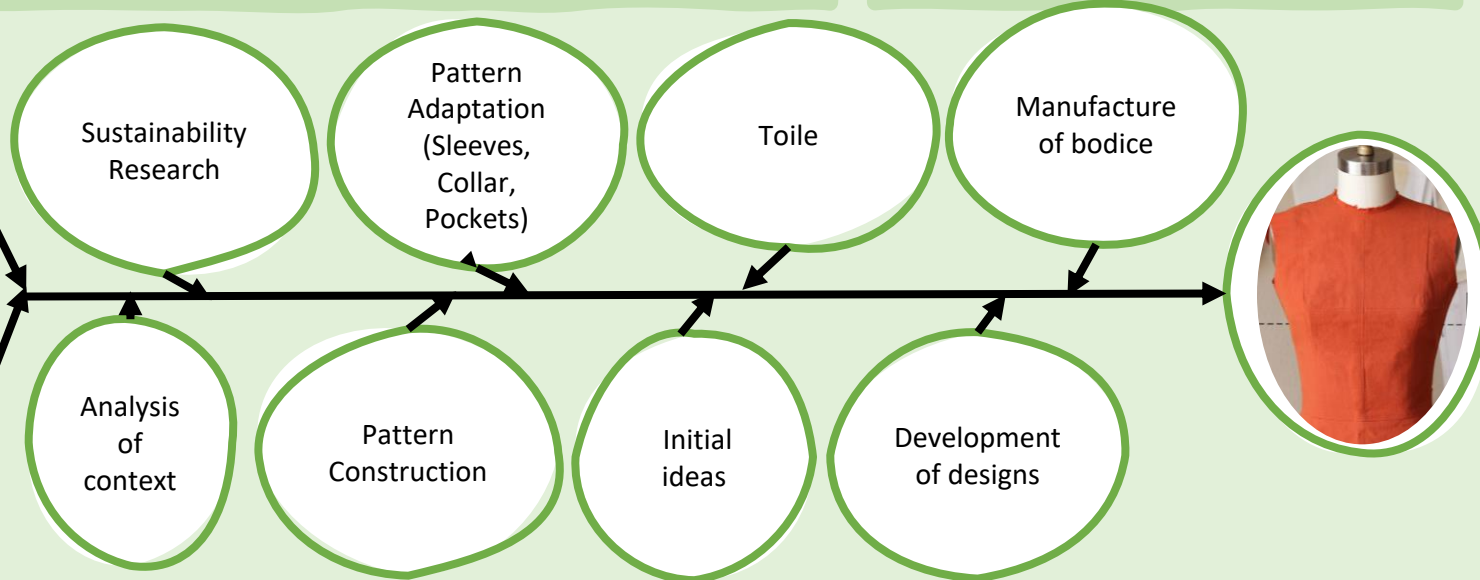 Sustainability
Research
Pattern
Adaptation
(Sleeves,
Collar,
Pockets)
Toile
Manufacture
of bodice
Analysis
of
context
Pattern
Construction
Initial
ideas
Development
of designs